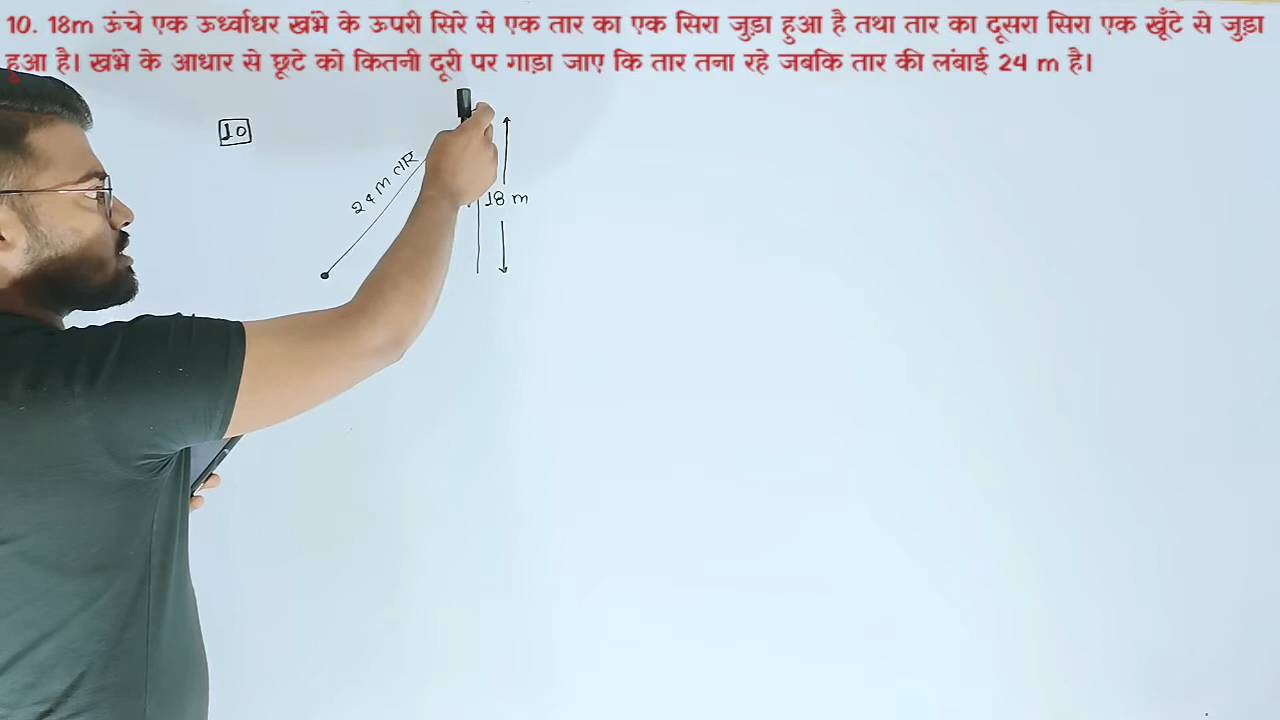 10. 18m ऊंचे एक ऊर्ध्वाधर खंभे के ऊपरी सिरे से एक तार का एक सिरा जुड़ा हुआ है तथा तार का दूसरा सिरा एक खूँटे से जुड़ा
हुआ है। खंभे के आधार से छूटे को कितनी दूरी पर गाड़ा जाए कि तार तना रहे जबकि तार की लंबाई 24 m है।
10
24 m तार
18 m